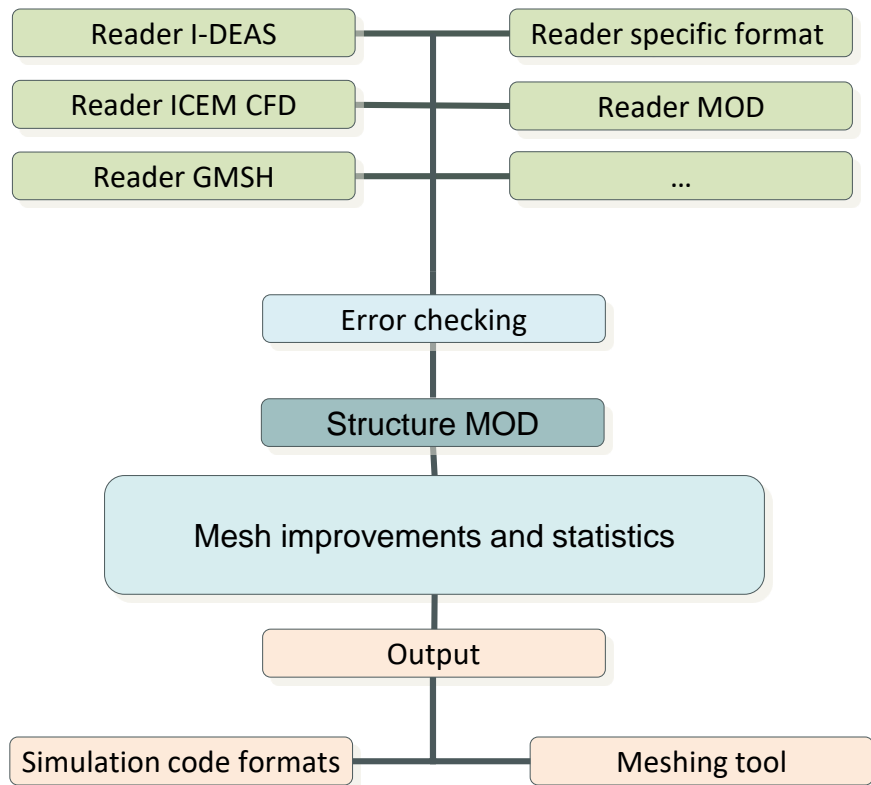 Reader I-DEAS
Reader specific format
Reader ICEM CFD
Reader MOD
Reader GMSH
...
Error checking
Structure MOD
Mesh improvements and statistics
Output
Simulation code formats
Meshing tool